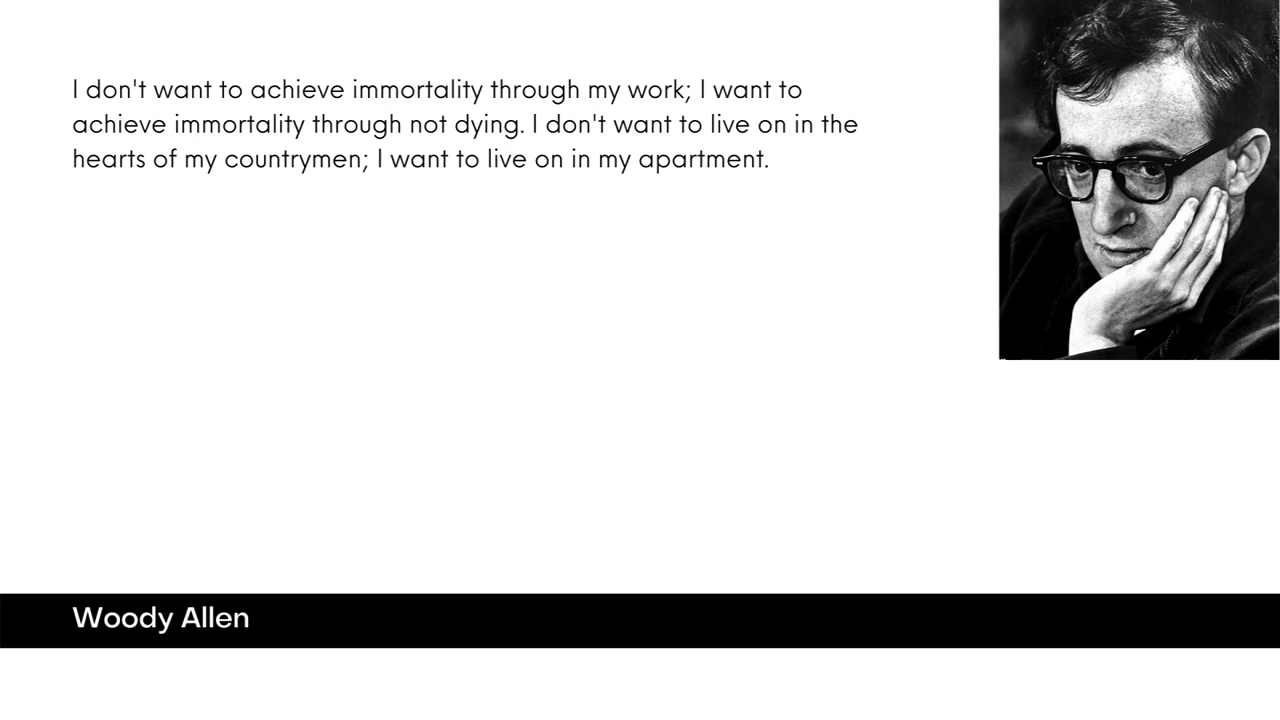 I don't want to achieve immortality through my work; I want to
achieve immortality through not dying. I don't want to live on in the
hearts of my countrymen; I want to live on in my apartment.
Woody Allen